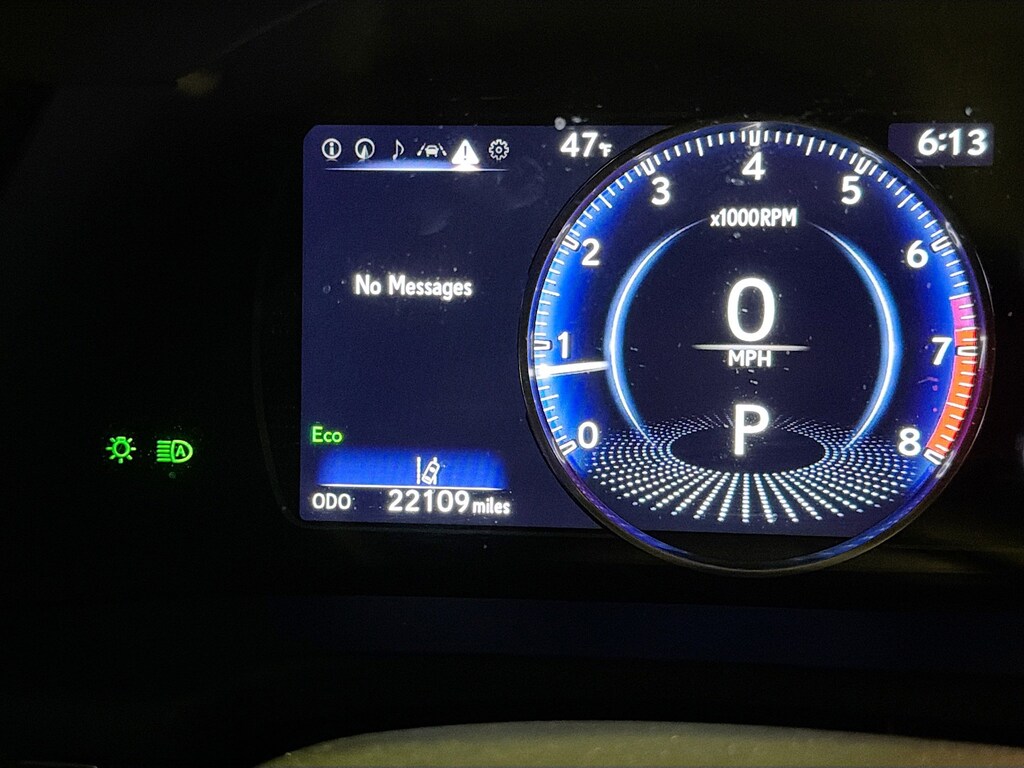 47°F
6:13
No Messages
Eco
ODO 22109 miles
0
1
2
3
4
5
6
7
8
x1000RPM
0
MPH
P
A